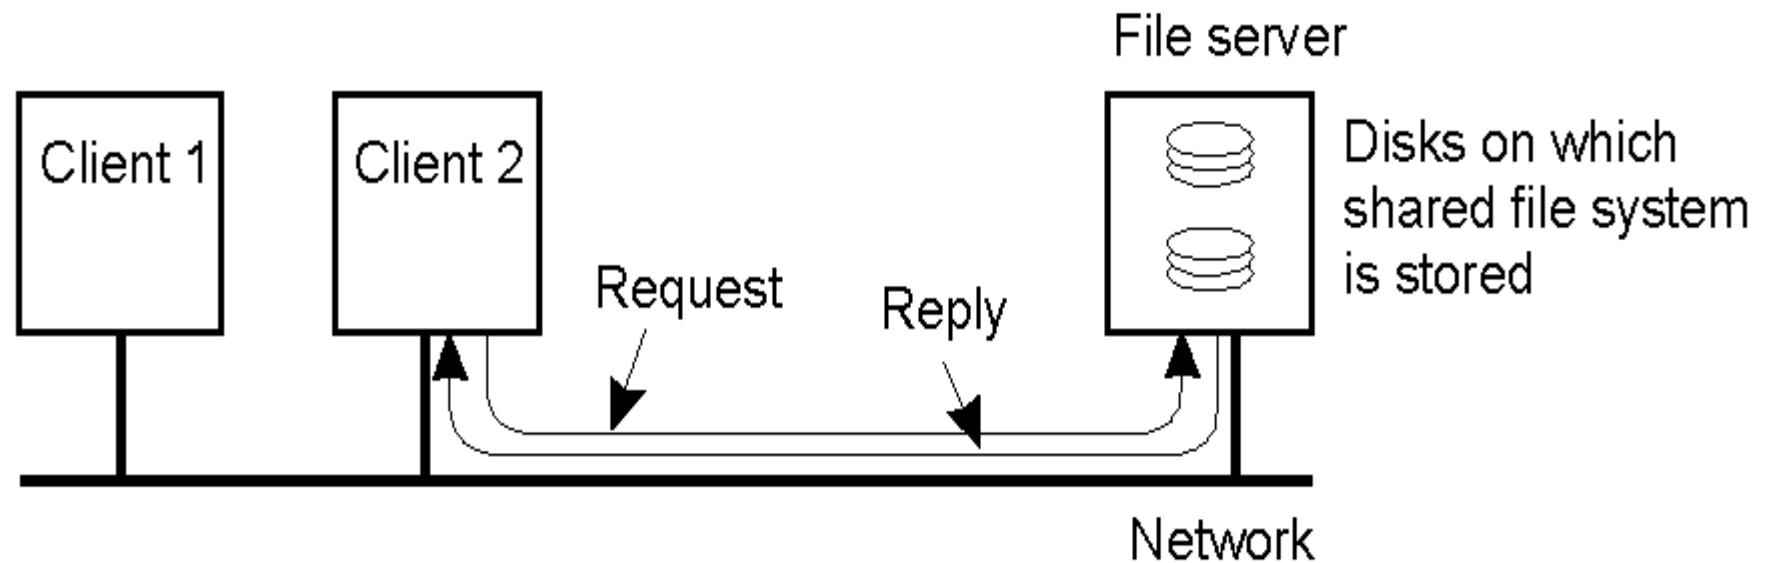 File server
Client 1
Client 2
Disks on which
shared file system
is stored
Request
Reply
Network